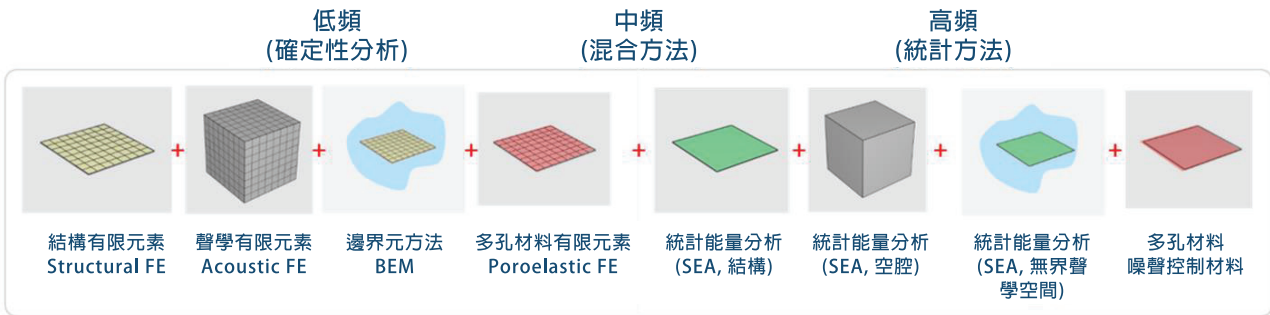 低頻
(確定性分析)
中頻
(混合方法)
高頻
(統計方法)
+
+
+
+
+
+
+
結構有限元素
Structural FE
聲學有限元素
Acoustic FE
邊界元方法
BEM
多孔材料有限元素
Poroelastic FE
統計能量分析
(SEA, 結構)
統計能量分析
(SEA, 空腔)
統計能量分析
(SEA, 無界聲
學空間)
多孔材料
噪聲控制材料